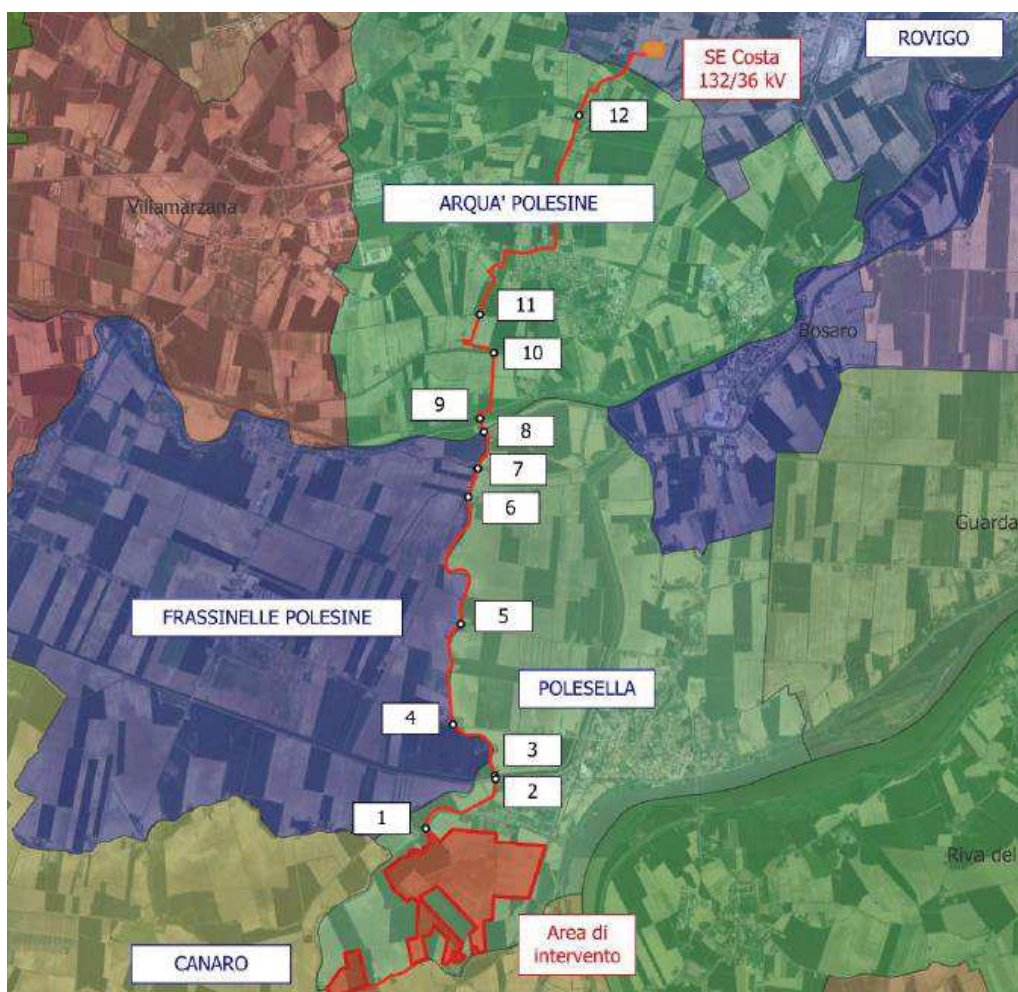 ROVIGO
SE Costa
132/36 kV
12
ARQUA' POLESINE
Villamarzana
11
10
Bosaro
9
8
7
6
Guarda
FRASSINELLE POLESINE
5
POLESELLA
4
3
2
1
Riva del
Area di
intervento
CANARO